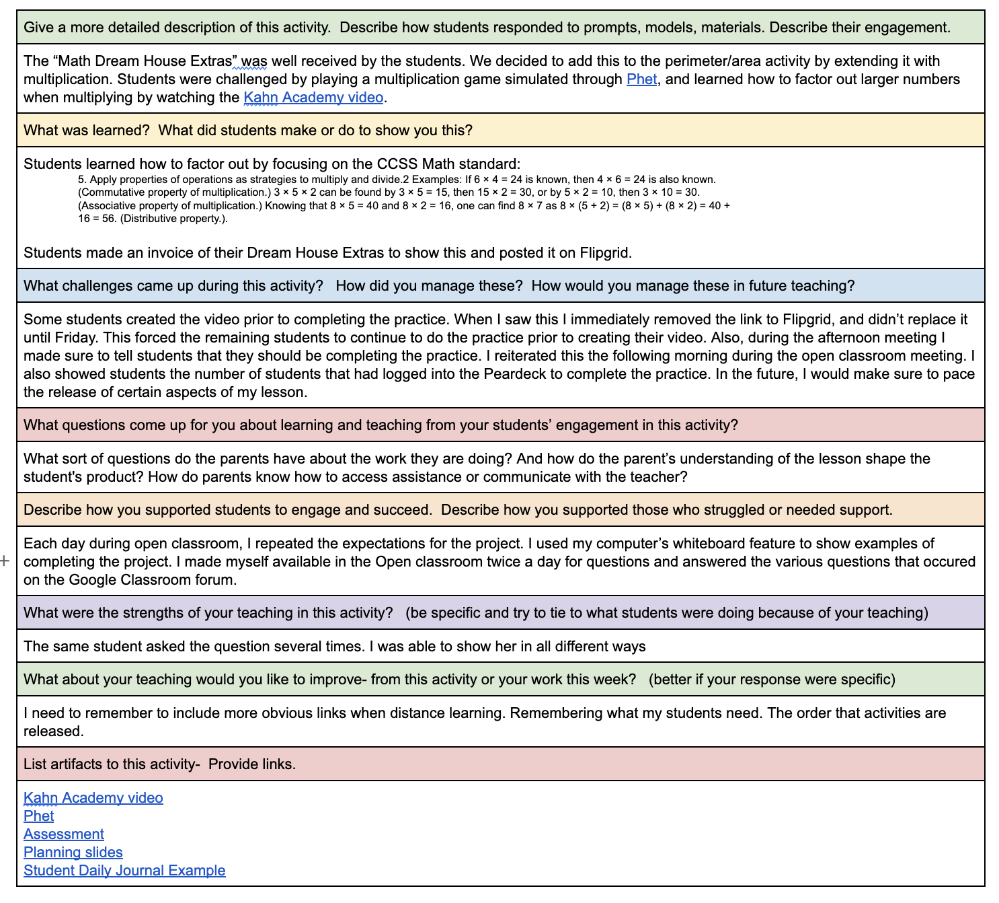 Give a more detailed description of this activity.  Describe how students responded to prompts, models, materials. Describe their engagement.
The “Math Dream House Extras” was well received by the students. We decided to add this to the perimeter/area activity by extending it with
multiplication. Students were challenged by playing a multiplication game simulated through Phet, and learned how to factor out larger numbers
when multiplying by watching the Kahn Academy video.
What was learned?  What did students make or do to show you this?
Students learned how to factor out by focusing on the CCSS Math standard:
5. Apply properties of operations as strategies to multiply and divide.2 Examples: If 6 × 4 = 24 is known, then 4 × 6 = 24 is also known.
(Commutative property of multiplication.) 3 × 5 × 2 can be found by 3 × 5 = 15, then 15 × 2 = 30, or by 5 × 2 = 10, then 3 × 10 = 30.
(Associative property of multiplication.) Knowing that 8 × 5 = 40 and 8 × 2 = 16, one can find 8 × 7 as 8 × (5 + 2) = (8 × 5) + (8 × 2) = 40 +
16 = 56. (Distributive property.).
Students made an invoice of their Dream House Extras to show this and posted it on Flipgrid.
What challenges came up during this activity?   How did you manage these?  How would you manage these in future teaching?
Some students created the video prior to completing the practice. When I saw this I immediately removed the link to Flipgrid, and didn’t replace it
until Friday. This forced the remaining students to continue to do the practice prior to creating their video. Also, during the afternoon meeting I
made sure to tell students that they should be completing the practice. I reiterated this the following morning during the open classroom meeting. I
also showed students the number of students that had logged into the Peardeck to complete the practice. In the future, I would make sure to pace
the release of certain aspects of my lesson.
What questions come up for you about learning and teaching from your students’ engagement in this activity?
What sort of questions do the parents have about the work they are doing? And how do the parent’s understanding of the lesson shape the
student's product? How do parents know how to access assistance or communicate with the teacher?
Describe how you supported students to engage and succeed.  Describe how you supported those who struggled or needed support.
Each day during open classroom, I repeated the expectations for the project. I used my computer’s whiteboard feature to show examples of
completing the project. I made myself available in the Open classroom twice a day for questions and answered the various questions that occured
on the Google Classroom forum.
What were the strengths of your teaching in this activity?   (be specific and try to tie to what students were doing because of your teaching)
The same student asked the question several times. I was able to show her in all different ways
What about your teaching would you like to improve- from this activity or your work this week?   (better if your response were specific)
I need to remember to include more obvious links when distance learning. Remembering what my students need. The order that activities are
released.
List artifacts to this activity-  Provide links.
Kahn Academy video
Phet
Assessment
Planning slides
Student Daily Journal Example